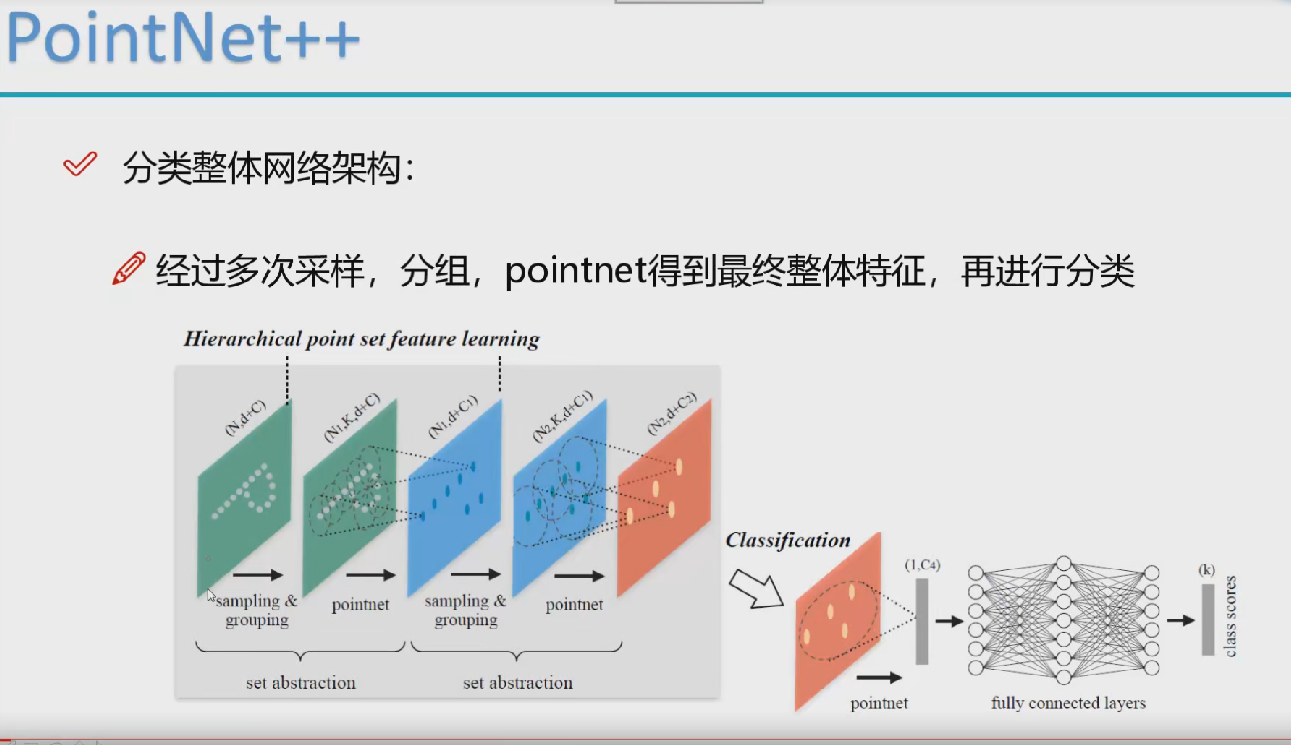 PointNet++
分类整体网络架构：
经过多次采样，分组，pointnet得到最终整体特征，再进行分类
Hierarchical point set feature learning
(N,d+C)
(N1,K,d+C)
(N1,d+C1)
(N2,K,d+C1)
(N2,d+C2)
sampling & grouping
pointnet
sampling & grouping
pointnet
set abstraction
set abstraction
Classification
pointnet
(1,C4)
fully connected layers
(k)
class scores